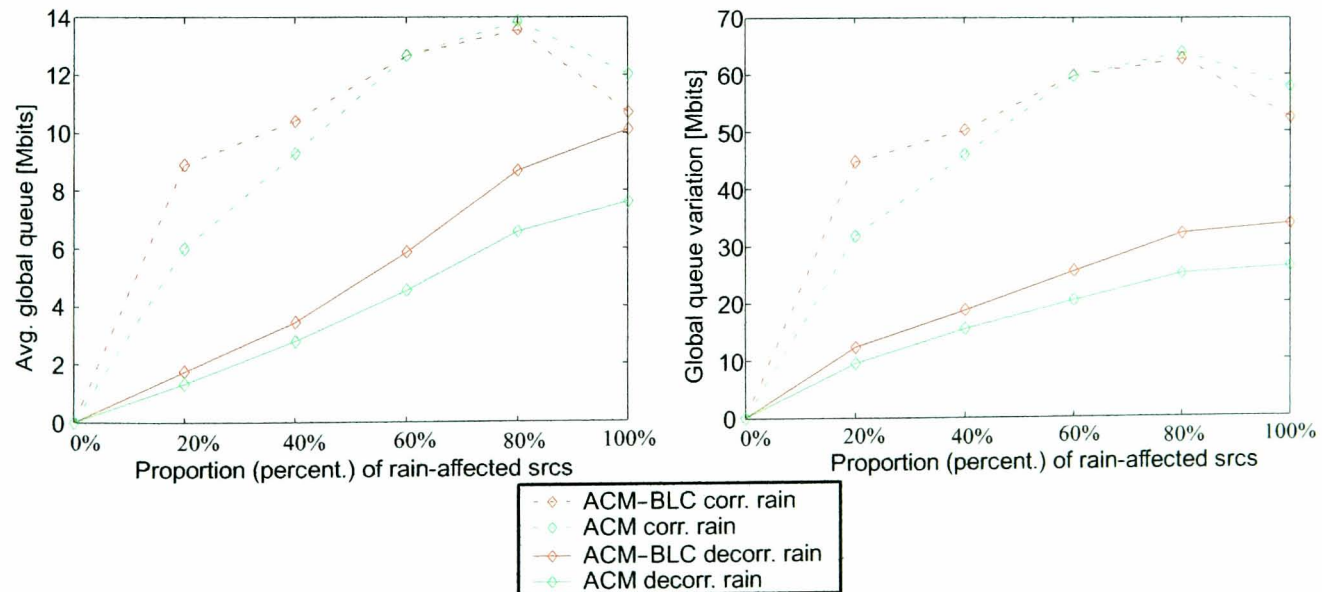 14
12
10
8
6
4
2
0
Avg. global queue [Mbits]
0% 20% 40% 60% 80% 100%
Proportion (percent.) of rain-affected srcs
70
60
50
40
30
20
10
0
Global queue variation [Mbits]
0% 20% 40% 60% 80% 100%
Proportion (percent.) of rain-affected srcs
ACM-BLC corr. rain
ACM corr. rain
ACM-BLC decorr. rain
ACM decorr. rain